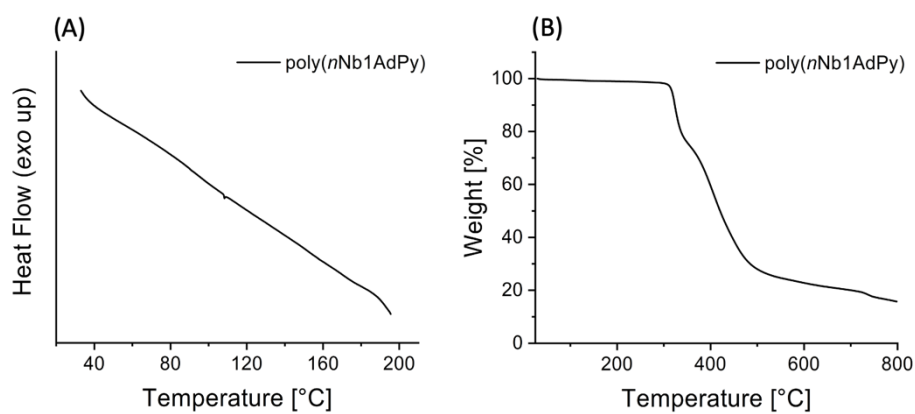 (A)
poly(nNb1AdPy)
Heat Flow (exo up)
40 80 120 160 200
Temperature [°C]
(B)
poly(nNb1AdPy)
Weight [%]
100
80
60
40
20
0
200 400 600 800
Temperature [°C]